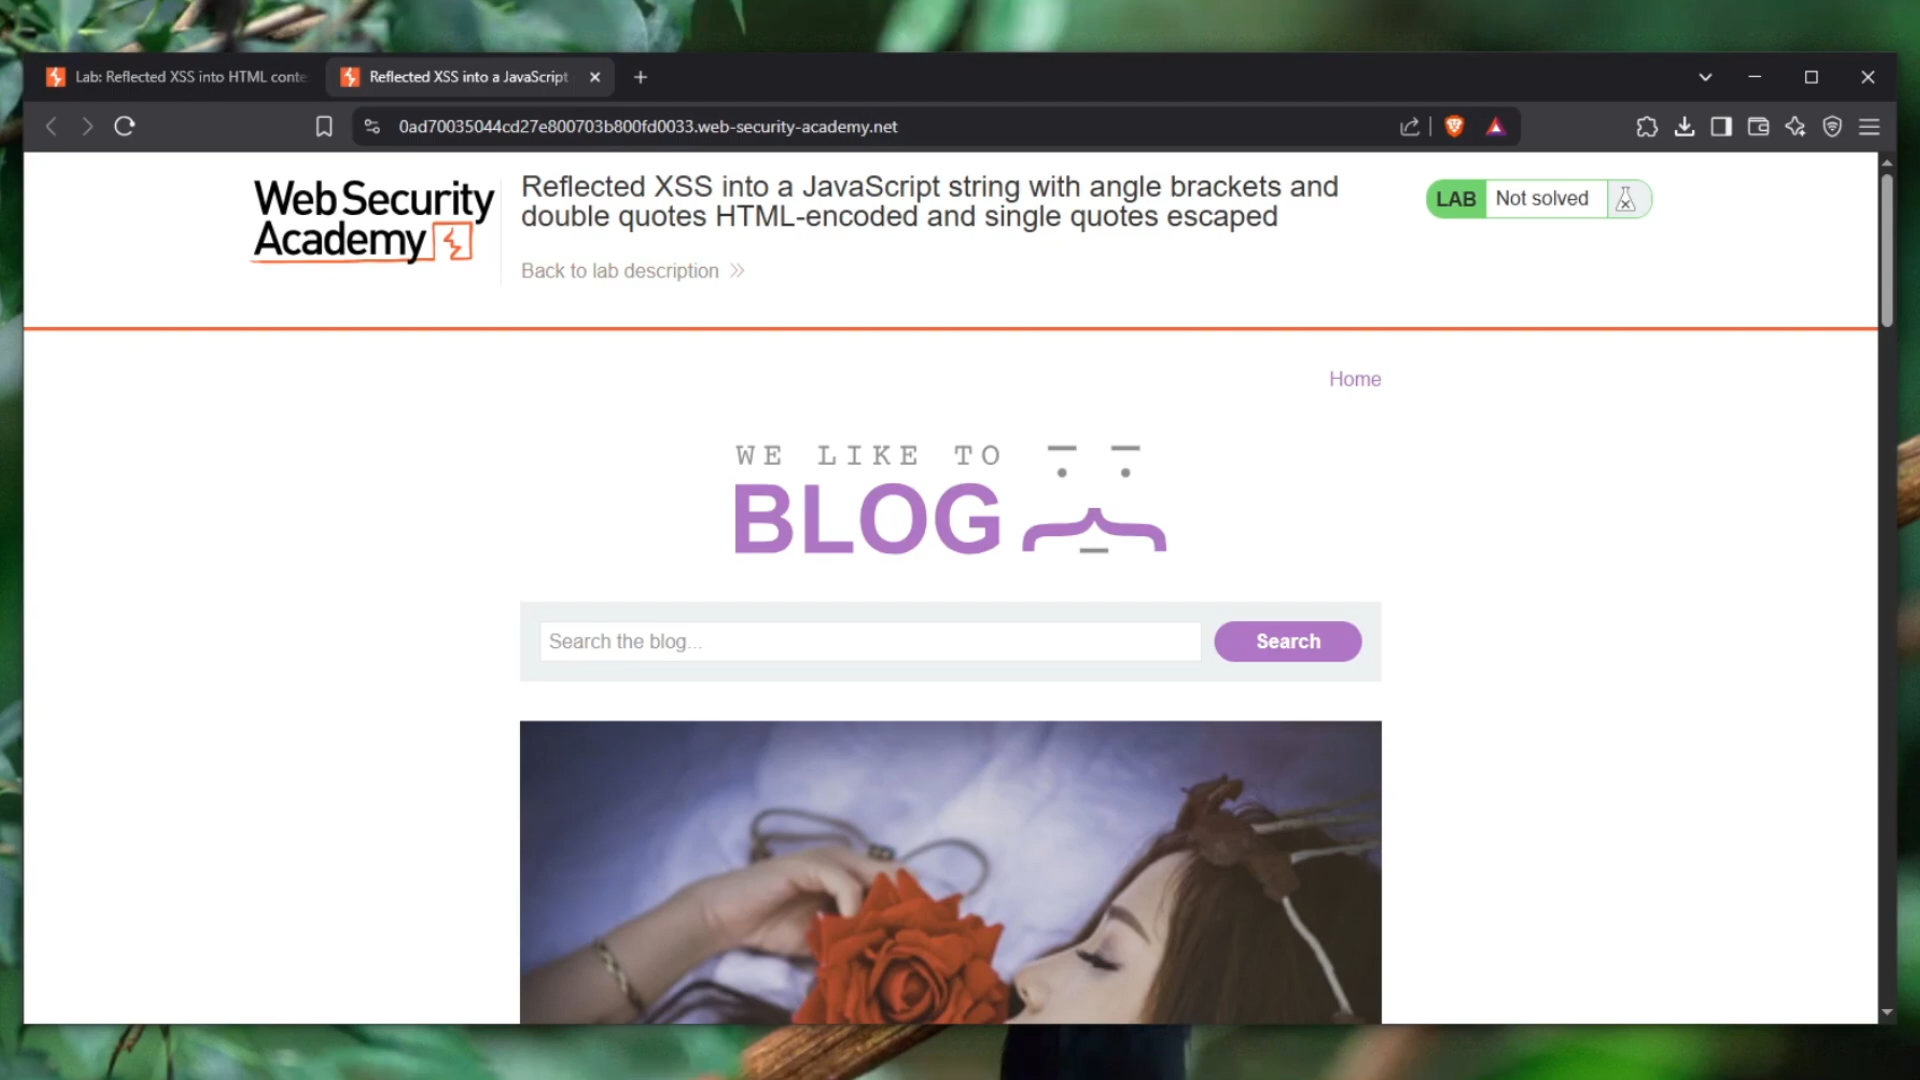 Lab: Reflected XSS into HTML conte
Reflected XSS into a JavaScript
0ad70035044cd27e800703b800fd0033.web-security-academy.net
Web Security
Academy
Reflected XSS into a JavaScript string with angle brackets and
double quotes HTML-encoded and single quotes escaped
Back to lab description
LAB Not solved
Home
WE LIKE TO
BLOG
Search the blog...
Search